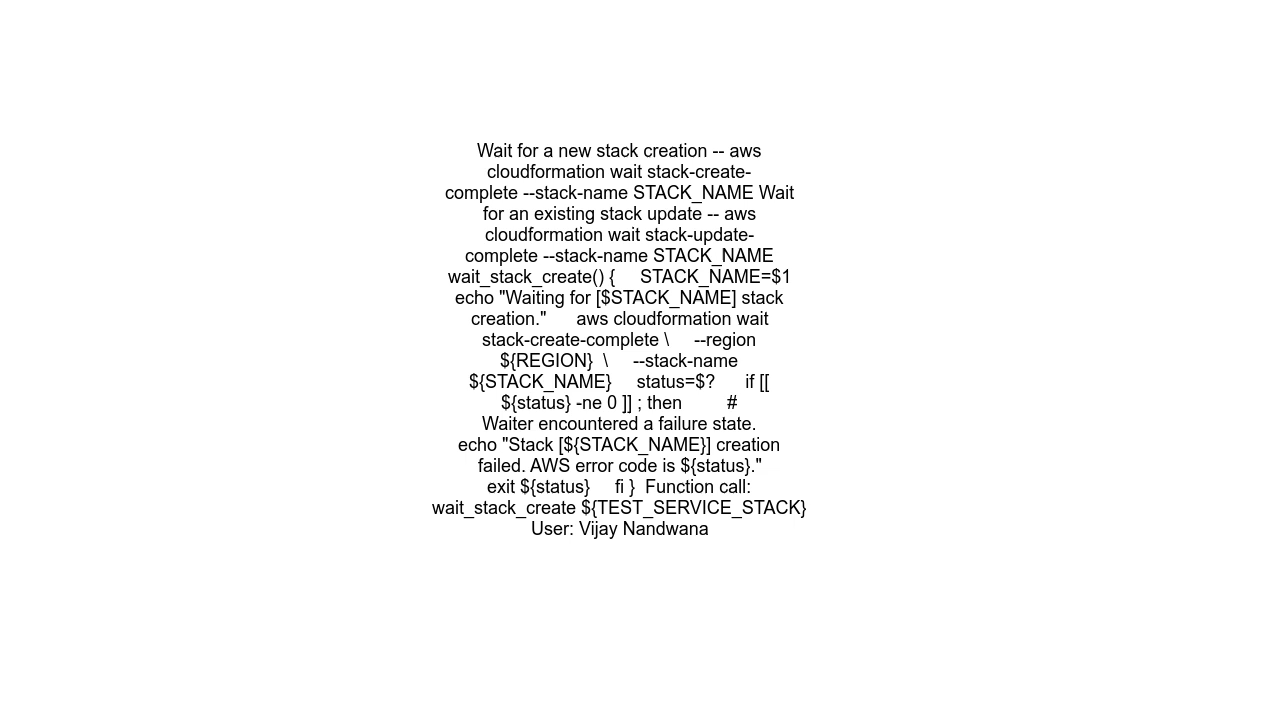 Wait for a new stack creation -- aws
cloudformation wait stack-create-
complete --stack-name STACK_NAME Wait
for an existing stack update -- aws
cloudformation wait stack-update-
complete --stack-name STACK_NAME
wait_stack_create() {     STACK_NAME=$1
echo "Waiting for [$STACK_NAME] stack
creation."      aws cloudformation wait
stack-create-complete \     --region
${REGION}  \     --stack-name
${STACK_NAME}     status=$?      if [[
${status} -ne 0 ]] ; then         #
Waiter encountered a failure state.
echo "Stack [${STACK_NAME}] creation
failed. AWS error code is ${status}."
exit ${status}     fi }  Function call:
wait_stack_create ${TEST_SERVICE_STACK}
User: Vijay Nandwana